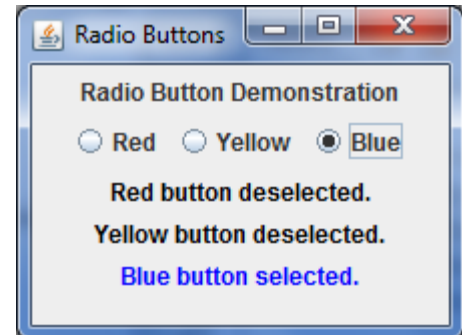 Radio Buttons
Radio Button Demonstration
Red Yellow Blue
Red button deselected.
Yellow button deselected.
Blue button selected.